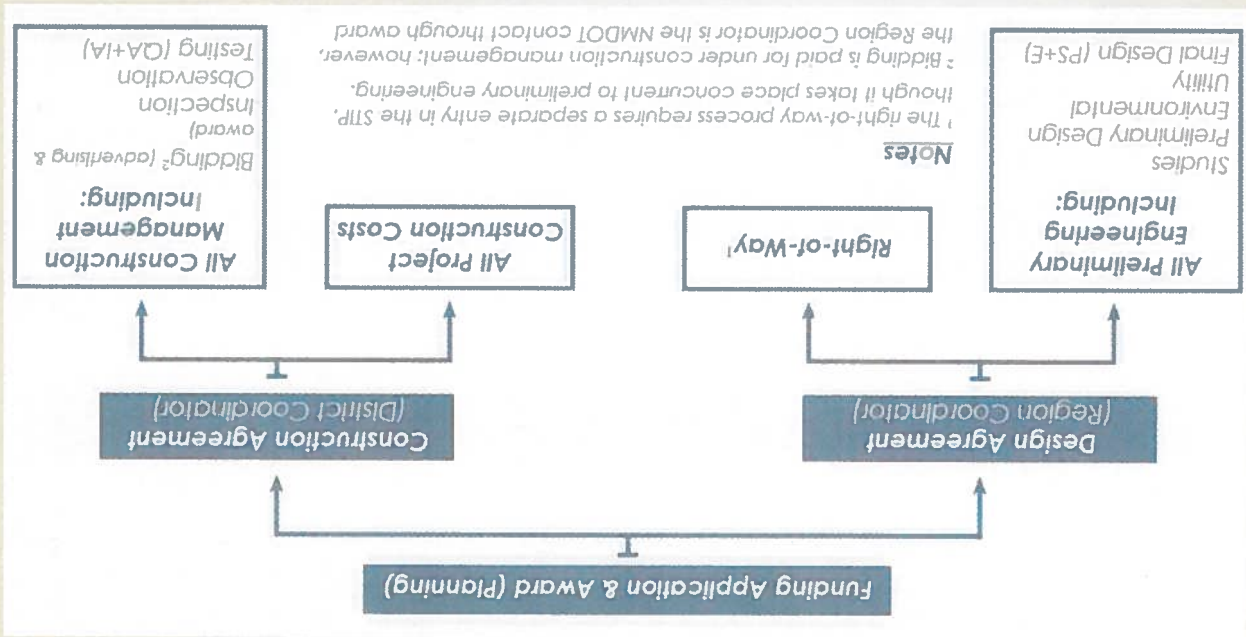 Funding Application & Award (Planning)
Design Agreement
(Region Coordinator)
Construction Agreement
(District Coordinator)
All Preliminary
Engineering
Including:
Studies
Preliminary Design
Environmental
Utility
Final Design (PS+E)
Right-of-Way¹
All Project
Construction Costs
All Construction
Management
Including:
Bidding² (advertising &
award)
Inspection
Observation
Testing (QA+IA)
Notes
¹ The right-of-way process requires a separate entry in the STIP,
though it takes place concurrent to preliminary engineering.
² Bidding is paid for under construction management; however,
the Region Coordinator is the NMDOT contact through award